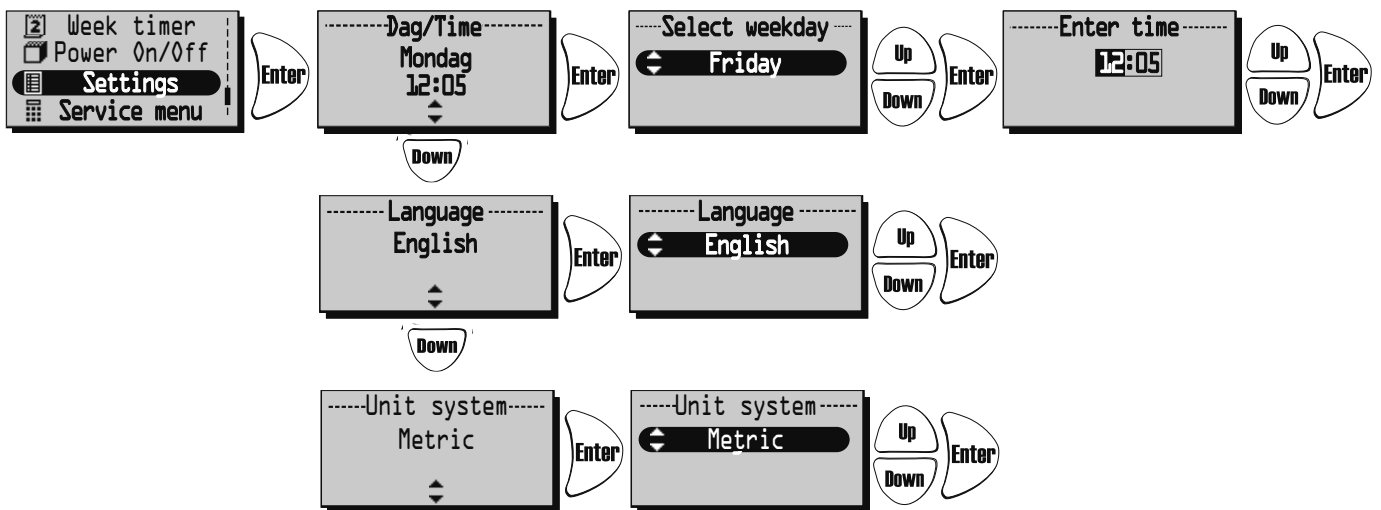 Week timer
Power On/Off
Settings
Service menu
Enter
Dag/Time
Mondag
12:05
Enter
Down
Select weekday
Friday
Up
Down
Enter
Enter time
12:05
Up
Down
Enter
Language
English
Enter
Down
Language
English
Up
Down
Enter
Unit system
Metric
Enter
Unit system
Metric
Up
Down
Enter